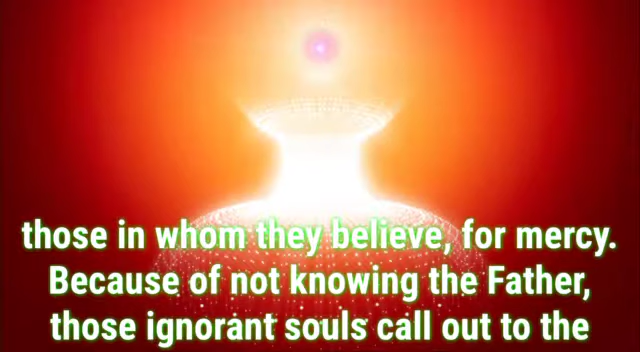 those in whom they believe, for mercy.
Because of not knowing the Father,
those ignorant souls call out to the